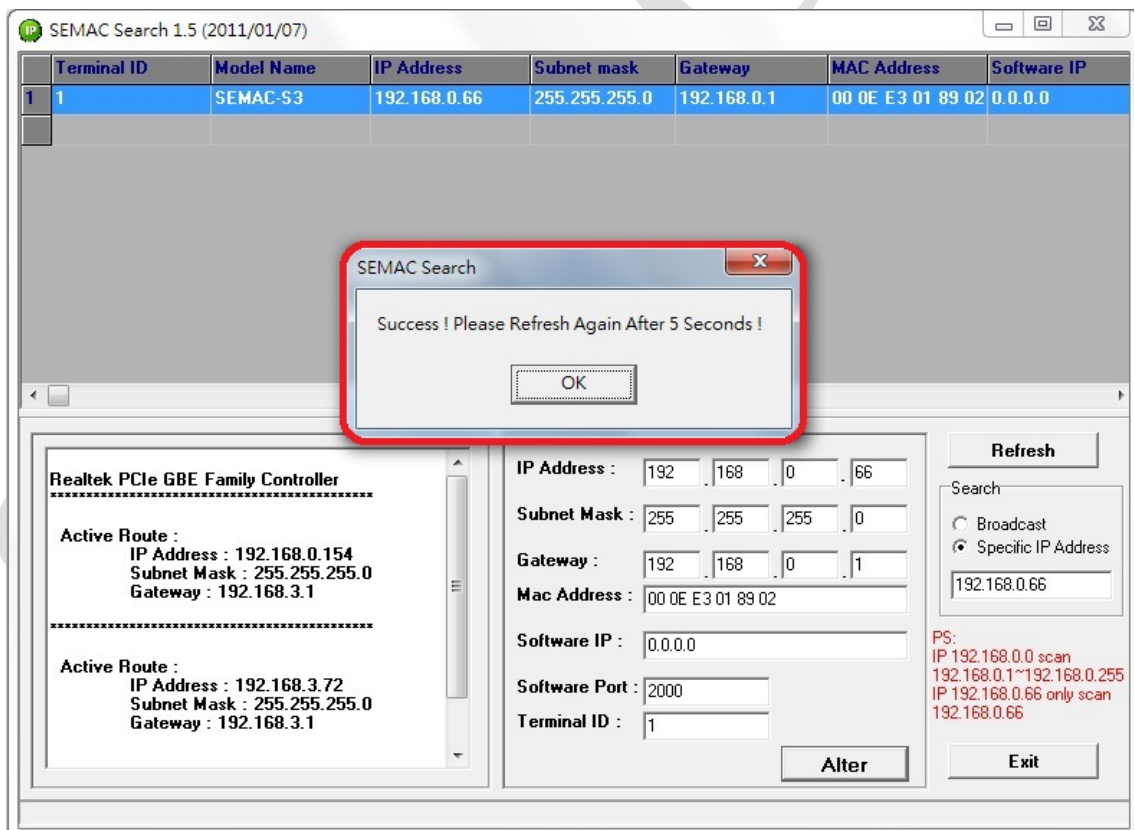 SEMAC Search 1.5 (2011/01/07)
Terminal ID Model Name IP Address Subnet mask Gateway MAC Address Software IP
1 1 SEMAC-S3 192.168.0.66 255.255.255.0 192.168.0.1 00 0E E3 01 89 02 0.0.0.0
SEMAC Search
Success ! Please Refresh Again After 5 Seconds !
OK
Realtek PCIe GBE Family Controller
*******************************************
Active Route :
IP Address : 192.168.0.154
Subnet Mask : 255.255.255.0
Gateway : 192.168.3.1
*******************************************
Active Route :
IP Address : 192.168.3.72
Subnet Mask : 255.255.255.0
Gateway : 192.168.3.1
IP Address : 192 . 168 . 0 . 66
Subnet Mask : 255 . 255 . 255 . 0
Gateway : 192 . 168 . 0 . 1
Mac Address : 00 0E E3 01 89 02
Software IP : 0.0.0.0
Software Port : 2000
Terminal ID : 1
Alter
Refresh
Search
Broadcast
Specific IP Address
192.168.0.66
PS:
IP 192.168.0.0 scan
192.168.0.1~192.168.0.255
IP 192.168.0.66 only scan
192.168.0.66
Exit